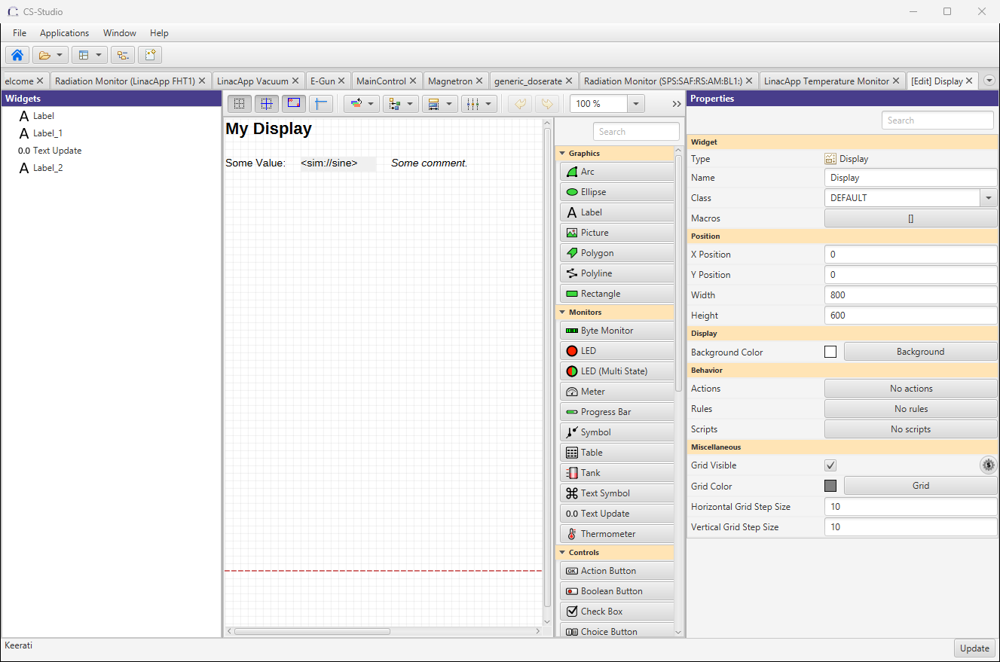 CS-Studio
File Applications Window Help
elcome Radiation Monitor (LinacApp FHT1) LinacApp Vacuum E-Gun MainControl Magnetron generic_doserate Radiation Monitor (SPS:SAF:RS:AM:BL1:) LinacApp Temperature Monitor [Edit] Display
Widgets
Label
Label_1
0.0 Text Update
Label_2
100 %
My Display
Some Value: <sim://sine> Some comment.
Search
Graphics
Arc
Ellipse
Label
Picture
Polygon
Polyline
Rectangle
Monitors
Byte Monitor
LED
LED (Multi State)
Meter
Progress Bar
Symbol
Table
Tank
Text Symbol
0.0 Text Update
Thermometer
Controls
OK Action Button
Boolean Button
Check Box
Choice Button
Properties
Search
Widget
Type Display
Name Display
Class DEFAULT
Macros []
Position
X Position 0
Y Position 0
Width 800
Height 600
Display
Background Color Background
Behavior
Actions No actions
Rules No rules
Scripts No scripts
Miscellaneous
Grid Visible $
Grid Color Grid
Horizontal Grid Step Size 10
Vertical Grid Step Size 10
Keerati
Update